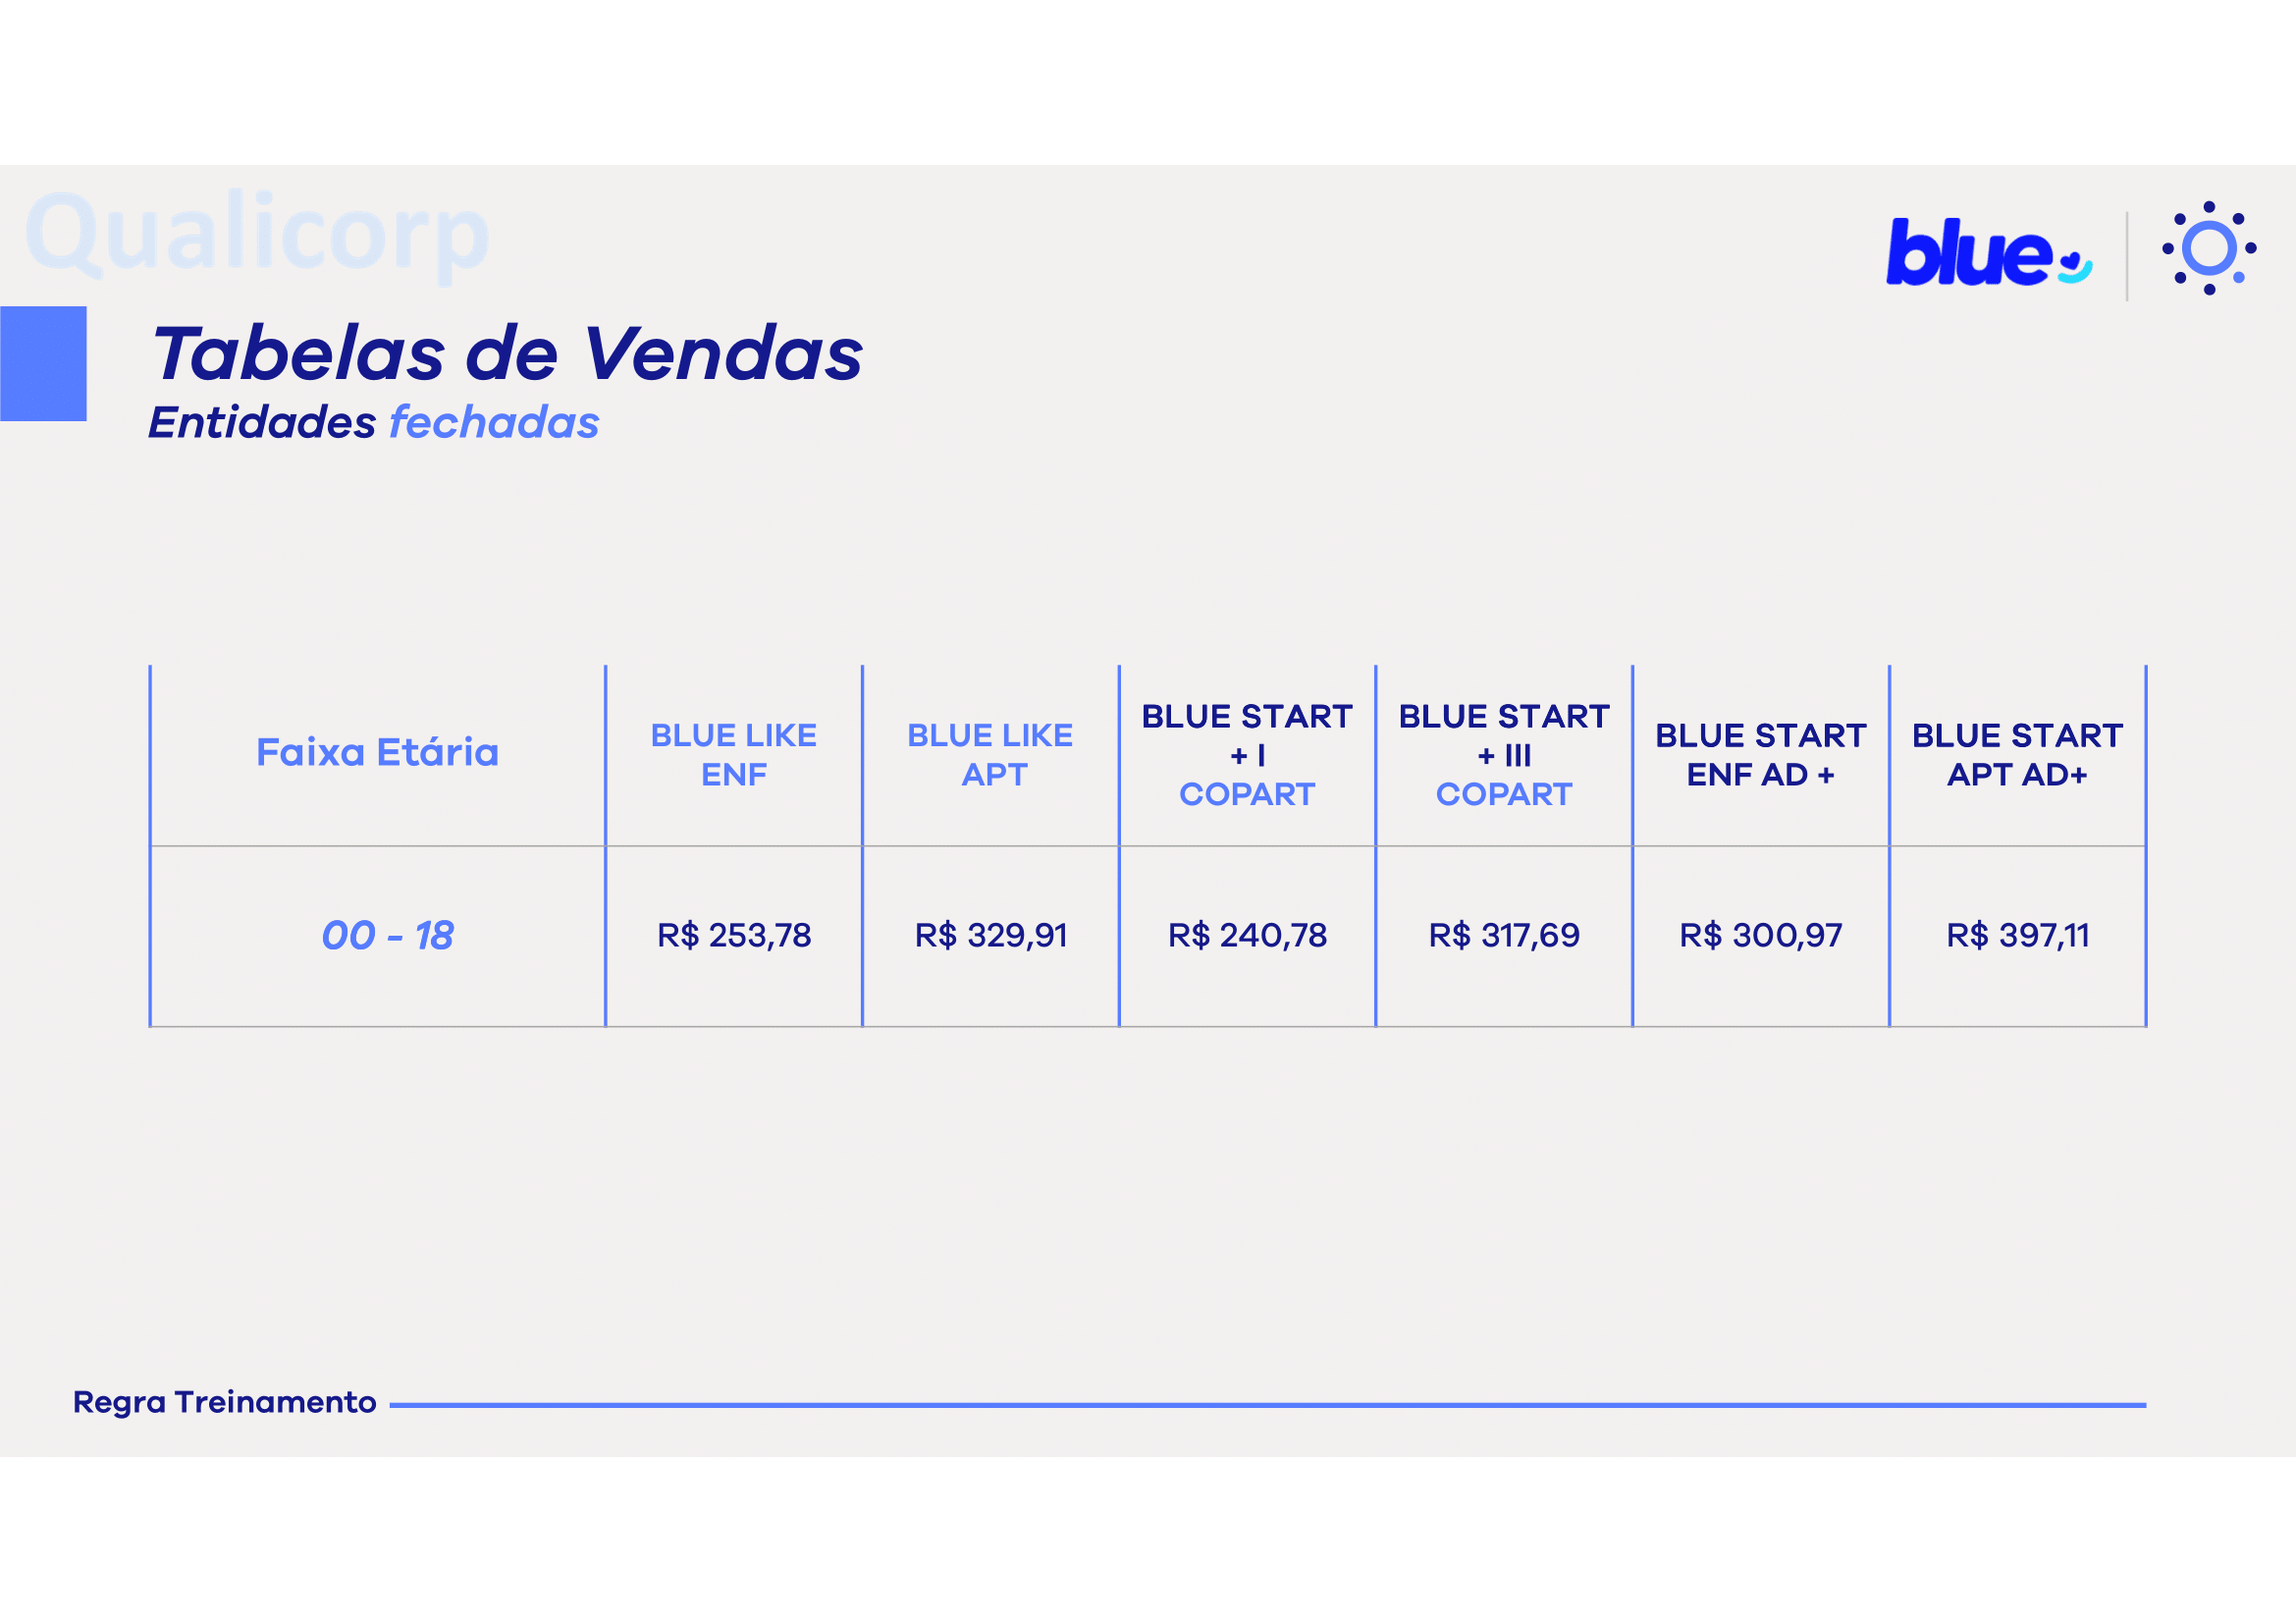 Qualicorp
blue
Tabelas de Vendas
Entidades fechadas
Faixa Etária
BLUE LIKE
ENF
BLUE LIKE
APT
BLUE START
+ I
COPART
BLUE START
+ III
COPART
BLUE START
ENF AD +
BLUE START
APT AD+
00 - 18
R$ 253,78
R$ 329,91
R$ 240,78
R$ 317,69
R$ 300,97
R$ 397,11
Regra Treinamento